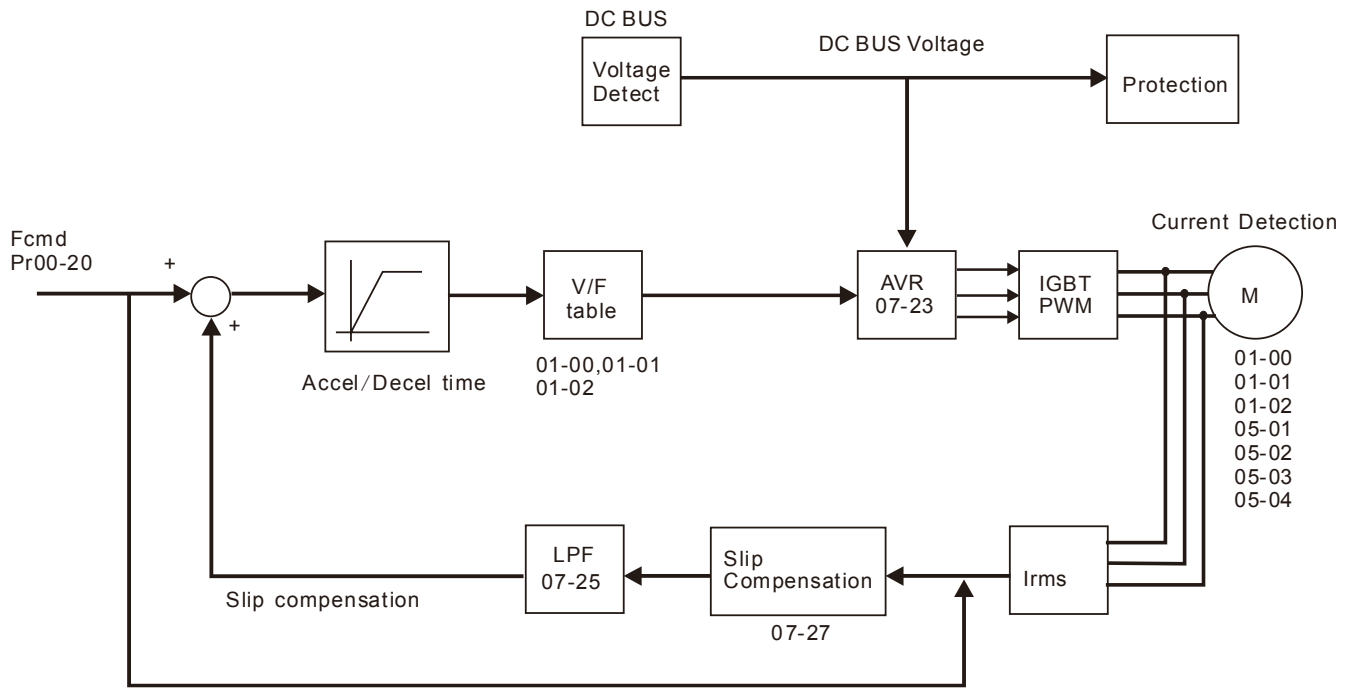 DC BUS
Voltage
Detect
DC BUS Voltage
Protection
Fcmd
Pr00-20
+
+
Accel/Decel time
V/F
table
01-00,01-01
01-02
AVR
07-23
IGBT
PWM
Current Detection
M
01-00
01-01
01-02
05-01
05-02
05-03
05-04
Slip compensation
LPF
07-25
Slip
Compensation
07-27
Irms